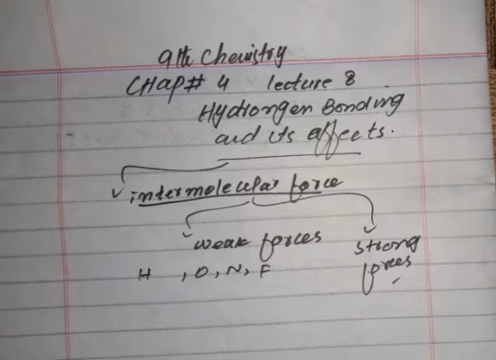 9th Chemistry
CHAP# 4 lecture 8
Hydrongen Bonding
and its affects.
intermolecular force
weak forces strong
H , O, N, F forces